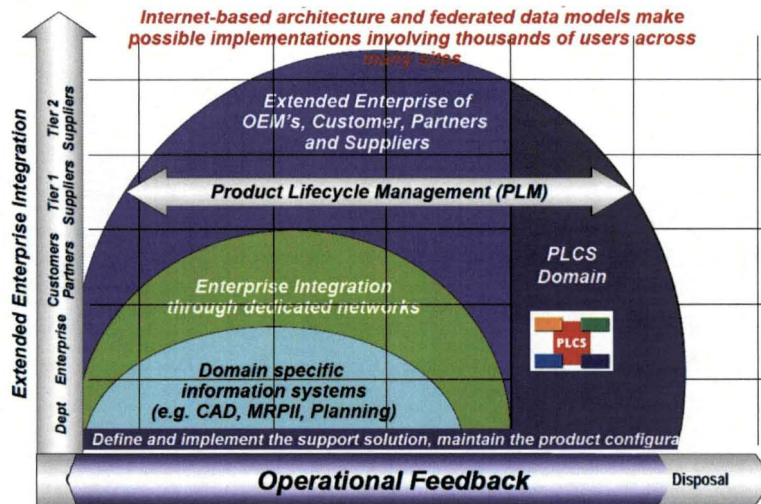 Internet-based architecture and federated data models make
possible implementations involving thousands of users across
many sites
Extended Enterprise of
OEM's, Customer, Partners
and Suppliers
Product Lifecycle Management (PLM)
PLCS
Domain
PLCS
Enterprise Integration
through dedicated networks
Domain specific
information systems
(e.g. CAD, MRPII, Planning)
Define and implement the support solution, maintain the product configura
Operational Feedback
Disposal
Extended Enterprise Integration
Dept
Enterprise
Customers
Partners
Tier 1
Suppliers
Tier 2
Suppliers